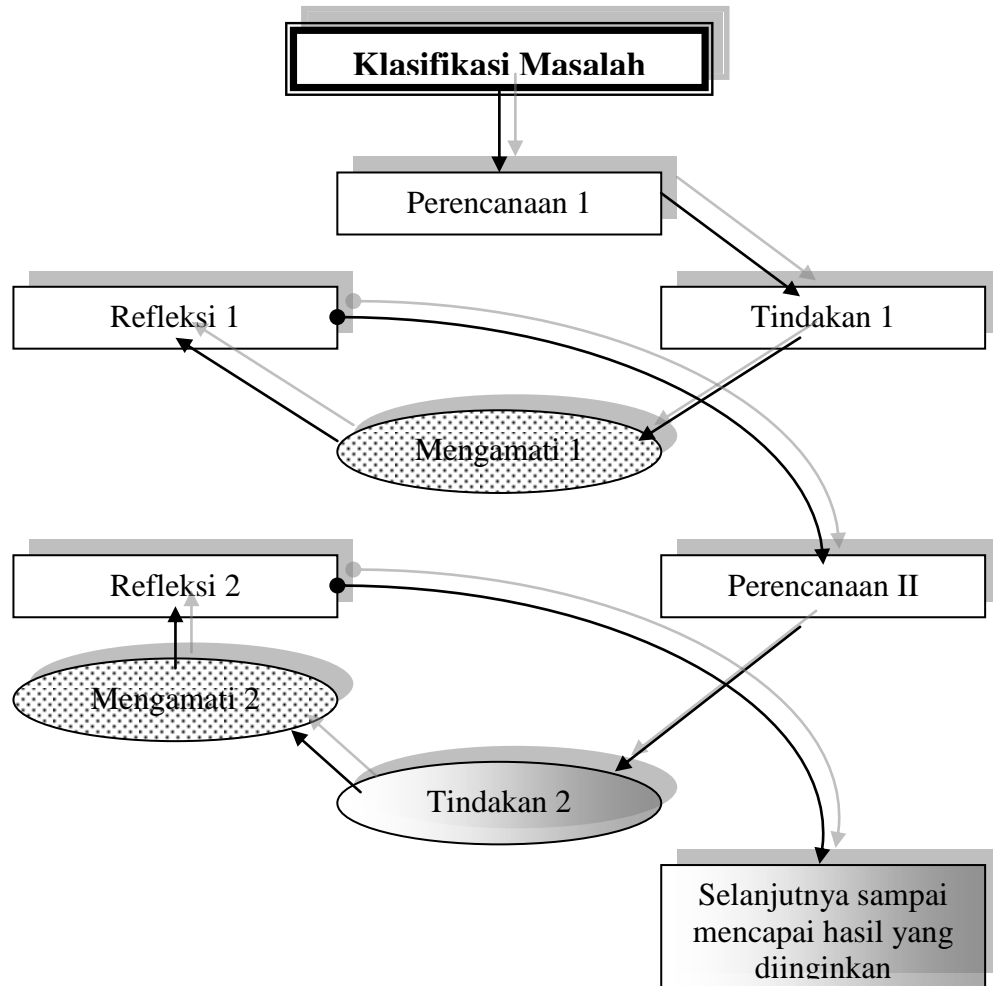 Klasifikasi Masalah
Perencanaan 1
Refleksi 1
Tindakan 1
Mengamati 1
Refleksi 2
Perencanaan II
Mengamati 2
Tindakan 2
Selanjutnya sampai
mencapai hasil yang
diinginkan